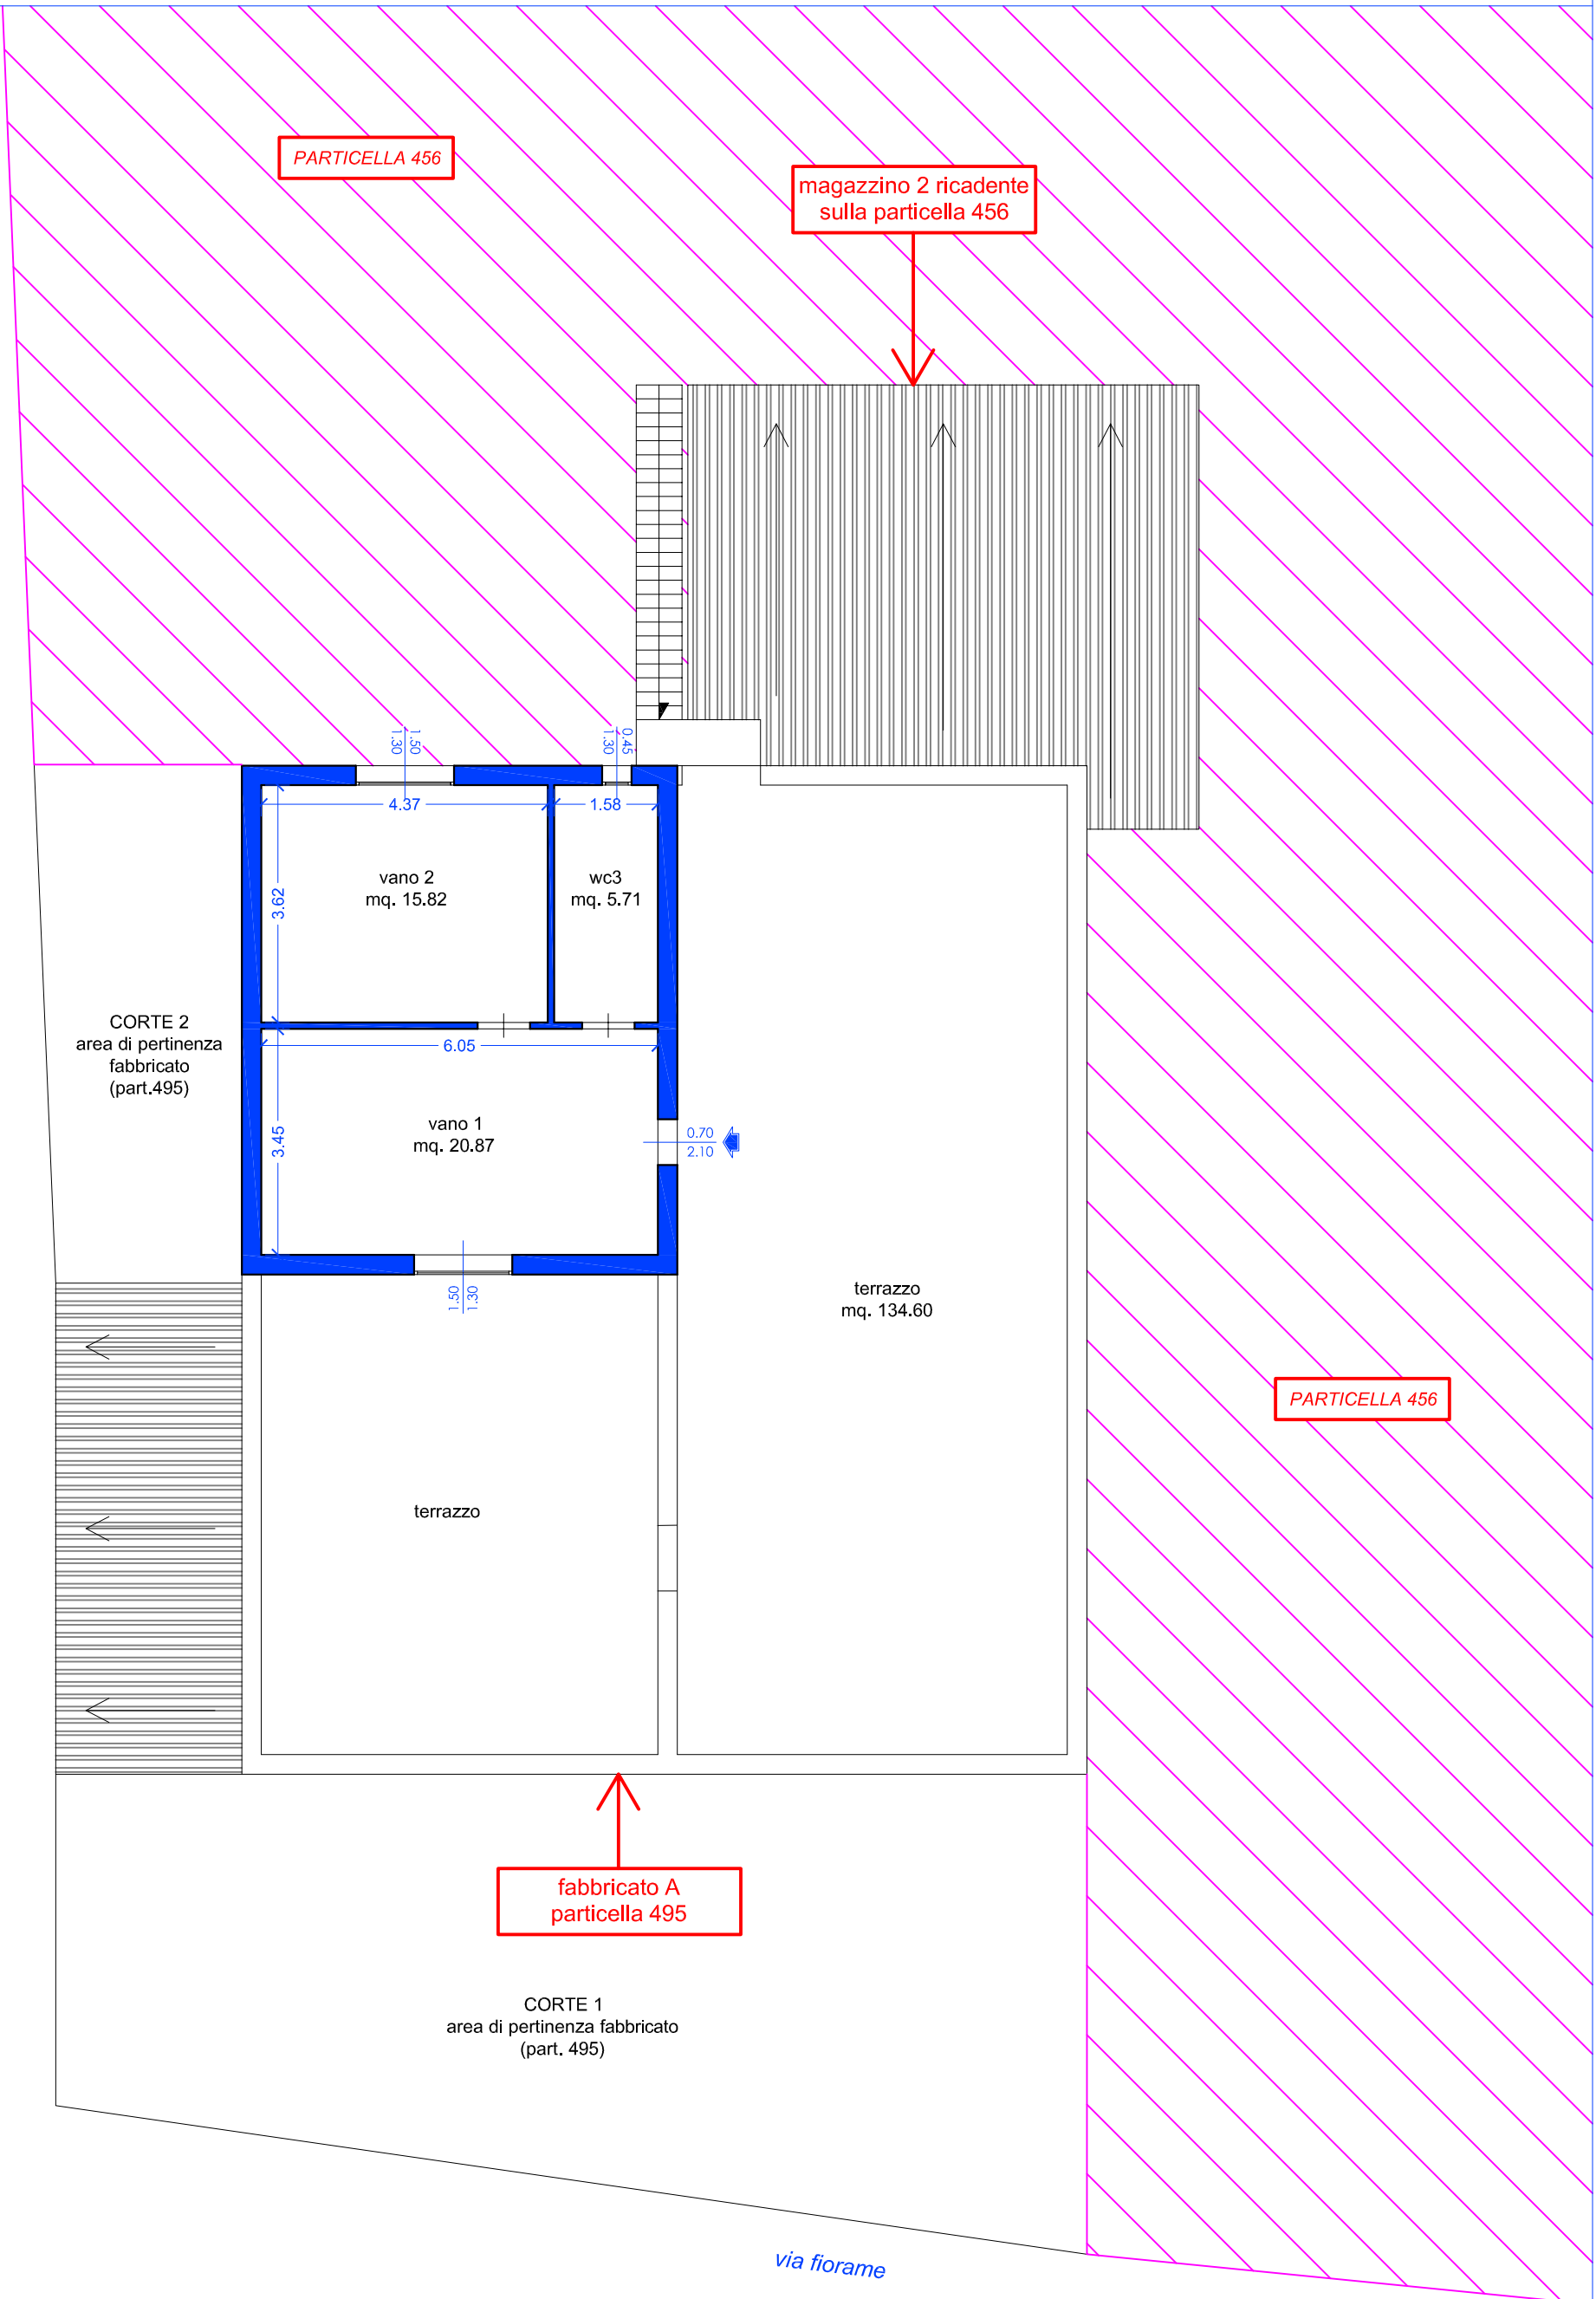 PARTICELLA 456
magazzino 2 ricadente
sulla particella 456
1.50
1.30
0.45
1.30
4.37
1.58
3.62
vano 2
mq. 15.82
wc3
mq. 5.71
CORTE 2
area di pertinenza
fabbricato
(part.495)
6.05
3.45
vano 1
mq. 20.87
0.70
2.10
1.50
1.30
terrazzo
mq. 134.60
PARTICELLA 456
terrazzo
fabbricato A
particella 495
CORTE 1
area di pertinenza fabbricato
(part. 495)
via fiorame